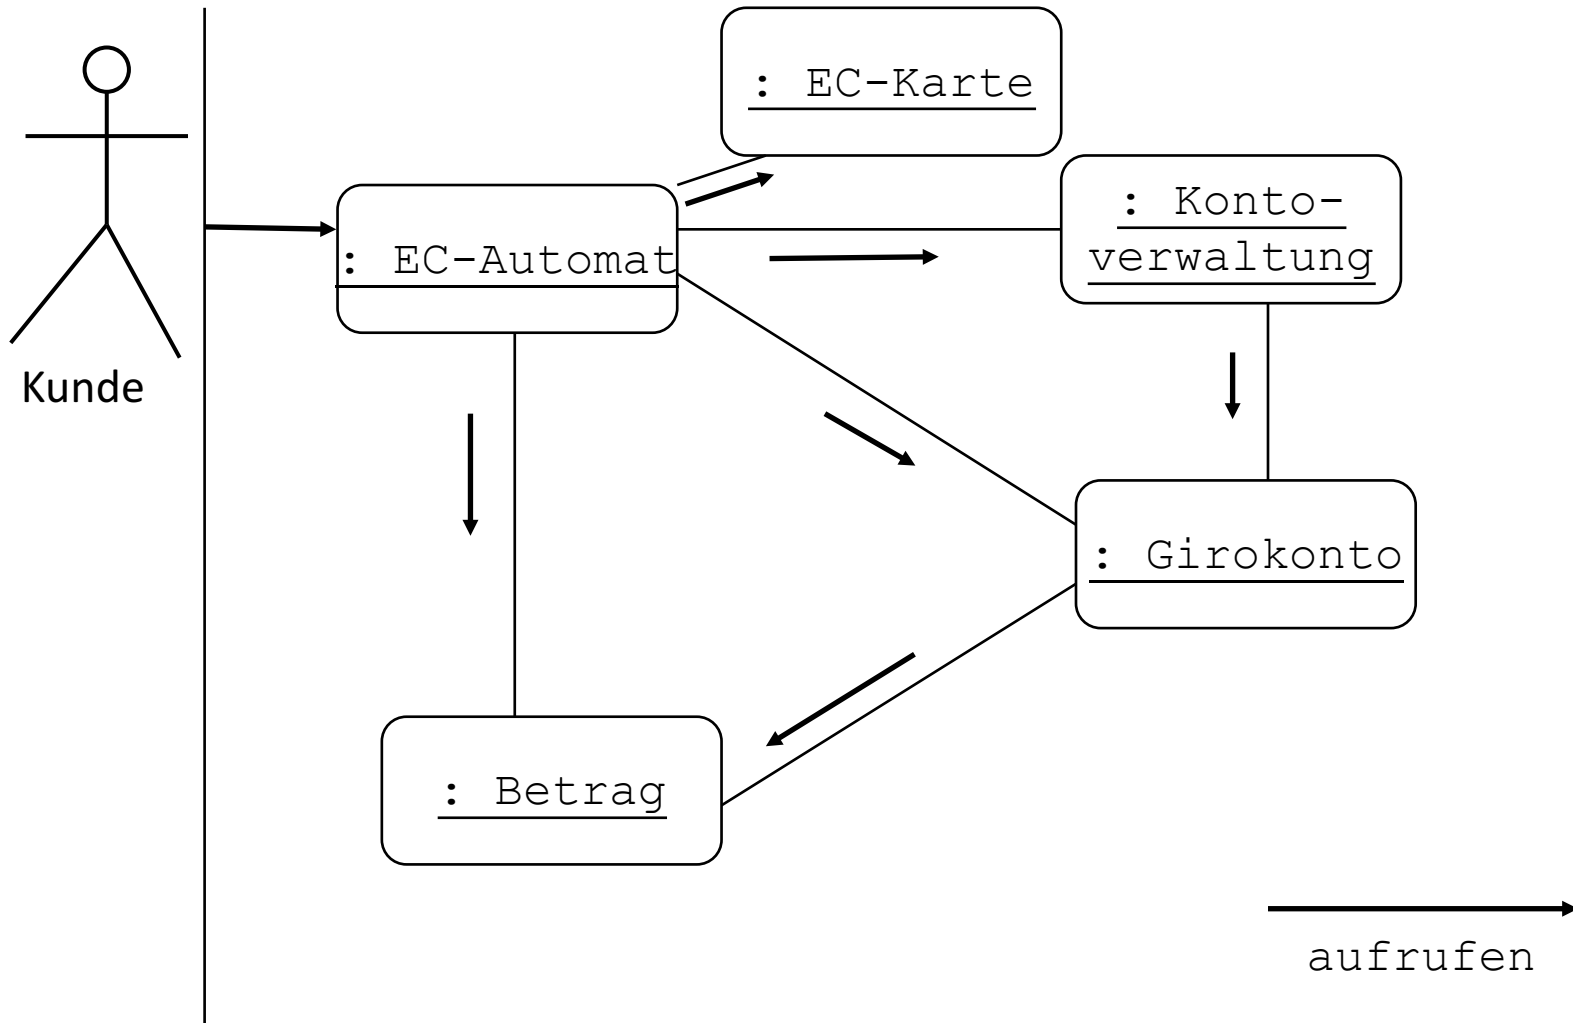 : EC-Karte
: Konto-
verwaltung
: EC-Automat
Kunde
: Girokonto
: Betrag
aufrufen